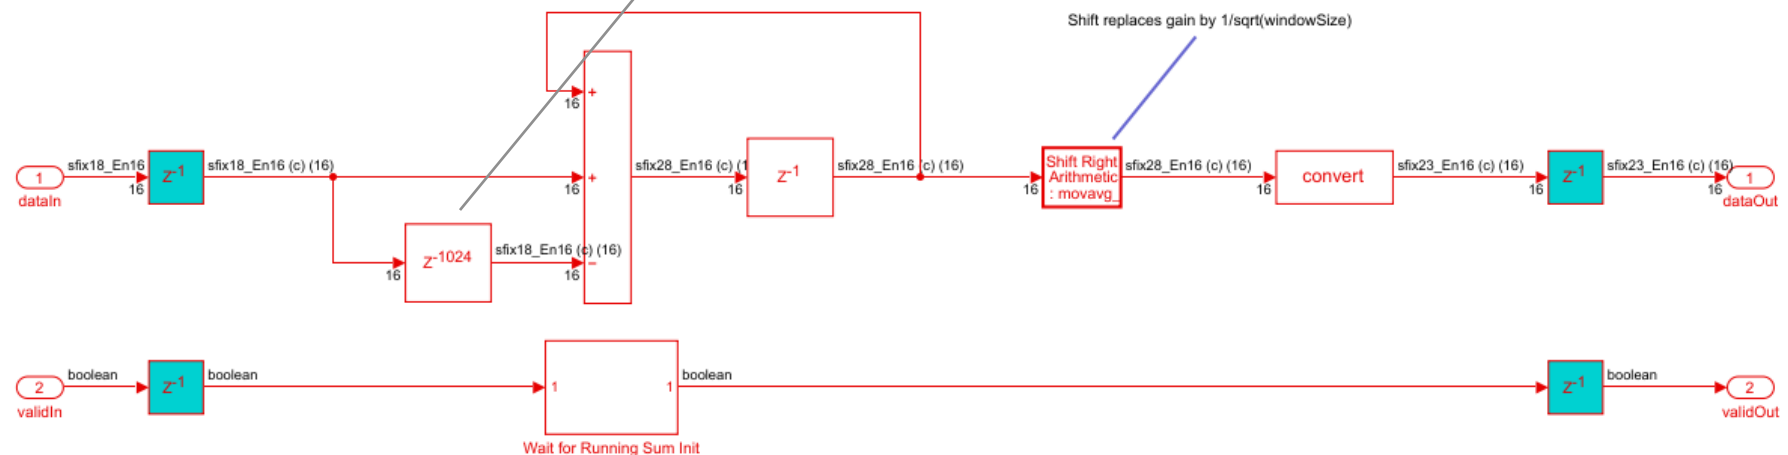 Shift replaces gain by 1/sqrt(windowSize)
+
16
sfix18_En16
1
16
dataIn
z-1
sfix18_En16 (c) (16)
+
16
sfix28_En16 (c) (1
16
z-1
sfix28_En16 (c) (16)
16
Shift Right
Arithmetic
: movavg_
sfix28_En16 (c) (16)
16
convert
sfix23_En16 (c) (16)
16
z-1
sfix23_En16 (c) (16)
16
1
dataOut
16
z-1024
sfix18_En16 (c) (16)
16
−
boolean
2
validIn
z-1
boolean
1
1
boolean
Wait for Running Sum Init
z-1
boolean
2
validOut